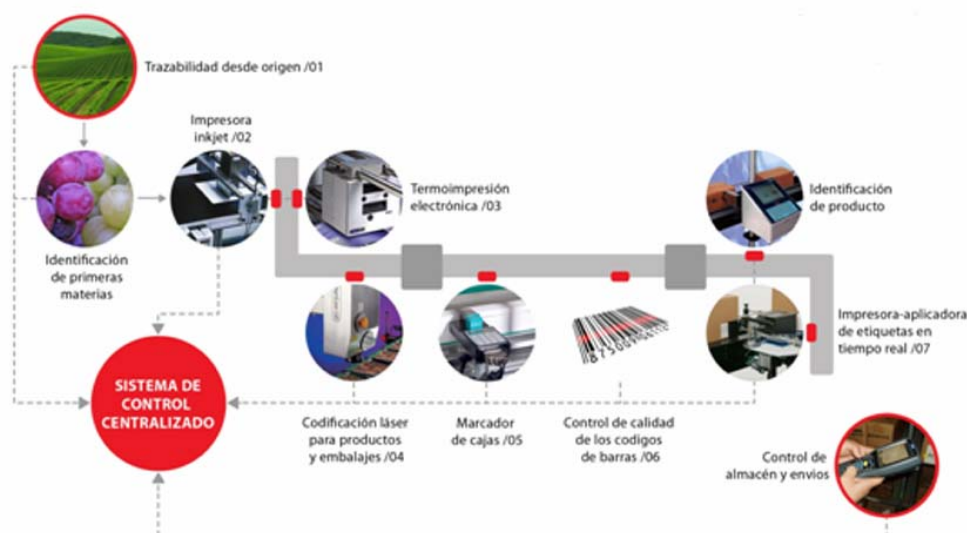 Trazabilidad desde origen /01
Impresora
inkjet /02
Termoimpresión
electrónica /03
Identificación
de producto
Identificación
de primeras
materias
Impresora-aplicadora
de etiquetas en
tiempo real /07
SISTEMA DE
CONTROL
CENTRALIZADO
Codificación láser
para productos
y embalajes /04
Marcador
de cajas /05
Control de calidad
de los codigos
de barras /06
Control de
almacén y envios